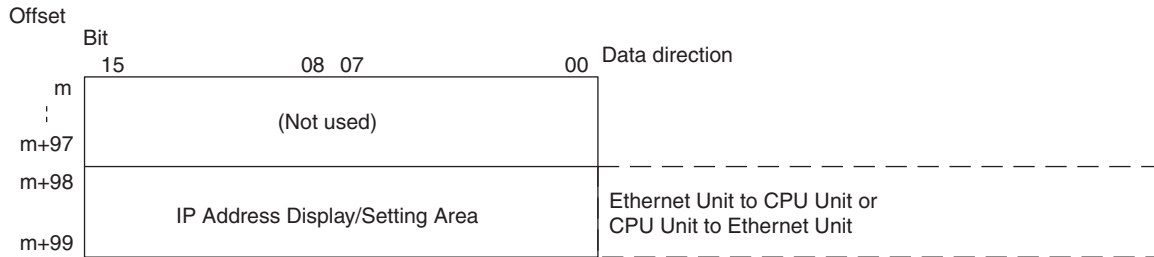 Offset
Bit
15 08 07 00 Data direction
m
(Not used)
m+97
m+98
IP Address Display/Setting Area
Ethernet Unit to CPU Unit or
CPU Unit to Ethernet Unit
m+99